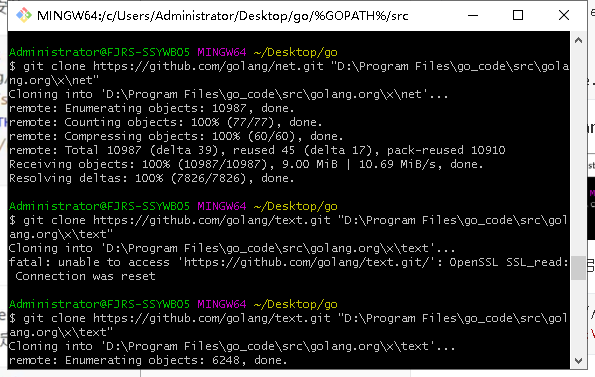 MINGW64:/c/Users/Administrator/Desktop/go/%GOPATH%/src
Administrator@FJRS-SSYWBO5 MINGW64 ~/Desktop/go
$ git clone https://github.com/golang/net.git "D:\Program Files\go_code\src\gola
ng.org\x\net"
Cloning into 'D:\Program Files\go_code\src\golang.org\x\net'...
remote: Enumerating objects: 10987, done.
remote: Counting objects: 100% (77/77), done.
remote: Compressing objects: 100% (60/60), done.
remote: Total 10987 (delta 39), reused 45 (delta 17), pack-reused 10910
Receiving objects: 100% (10987/10987), 9.00 MiB | 10.69 MiB/s, done.
Resolving deltas: 100% (7826/7826), done.
Administrator@FJRS-SSYWBO5 MINGW64 ~/Desktop/go
$ git clone https://github.com/golang/text.git "D:\Program Files\go_code\src\gol
ang.org\x\text"
Cloning into 'D:\Program Files\go_code\src\golang.org\x\text'...
fatal: unable to access 'https://github.com/golang/text.git/': OpenSSL SSL_read:
 Connection was reset
Administrator@FJRS-SSYWBO5 MINGW64 ~/Desktop/go
$ git clone https://github.com/golang/text.git "D:\Program Files\go_code\src\gol
ang.org\x\text"
Cloning into 'D:\Program Files\go_code\src\golang.org\x\text'...
remote: Enumerating objects: 6248, done.